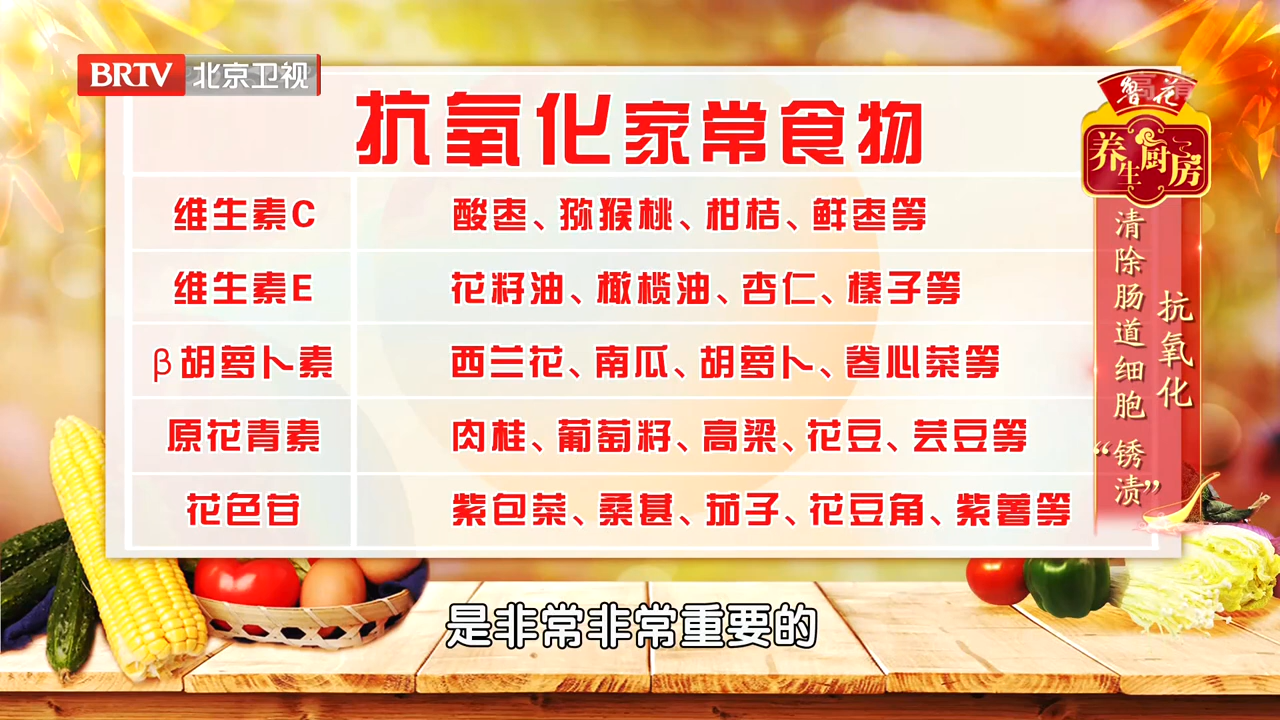 BRTV 北京卫视
高清
鲁花
养生厨房
抗氧化家常食物
维生素C 酸枣、猕猴桃、柑桔、鲜枣等
维生素E 花籽油、橄榄油、杏仁、榛子等
β胡萝卜素 西兰花、南瓜、胡萝卜、卷心菜等
原花青素 肉桂、葡萄籽、高粱、花豆、芸豆等
花色苷 紫包菜、桑葚、茄子、花豆角、紫薯等
抗氧化
清除肠道细胞“锈渍”
是非常非常重要的